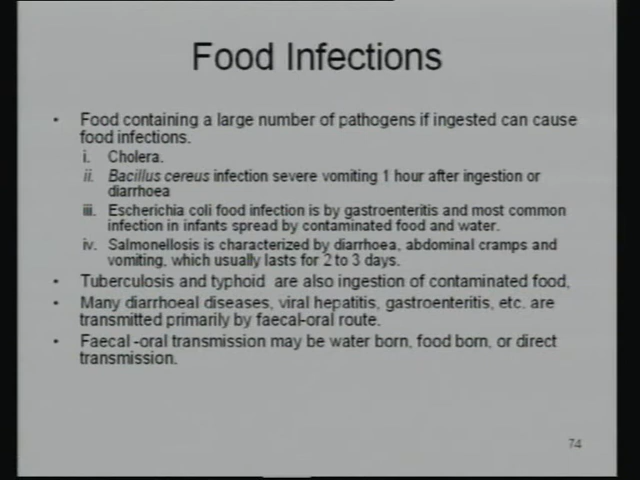 Food Infections
• Food containing a large number of pathogens if ingested can cause
food infections.
i. Cholera.
ii. Bacillus cereus infection severe vomiting 1 hour after ingestion or
diarrhoea
iii. Escherichia coli food infection is by gastroenteritis and most common
infection in infants spread by contaminated food and water.
iv. Salmonellosis is characterized by diarrhoea, abdominal cramps and
vomiting, which usually lasts for 2 to 3 days.
• Tuberculosis and typhoid are also ingestion of contaminated food,
• Many diarrhoeal diseases, viral hepatitis, gastroenteritis, etc. are
transmitted primarily by faecal-oral route.
• Faecal -oral transmission may be water born, food born, or direct
transmission.
74